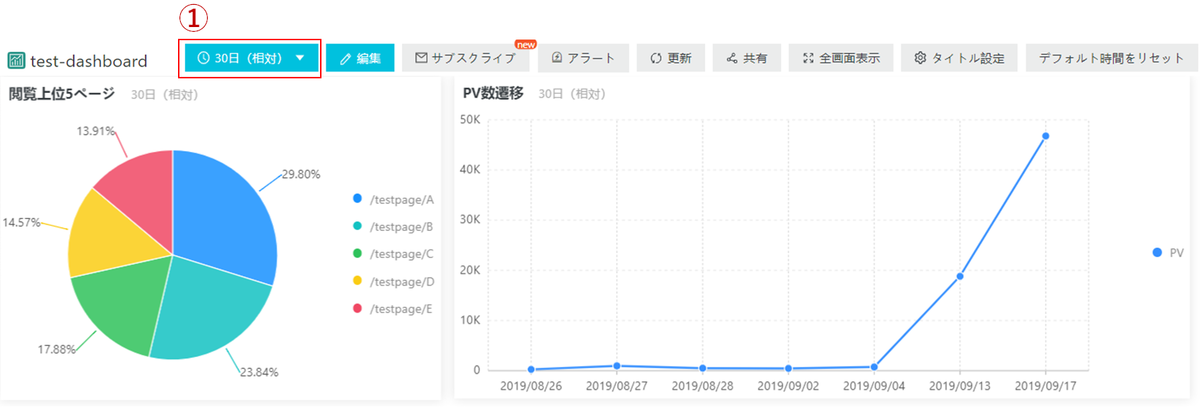 ①
test-dashboard
30日（相対）
編集
サブスクライブ
new
アラート
更新
共有
全画面表示
タイトル設定
デフォルト時間をリセット
閲覧上位5ページ 30日（相対）
13.91%
29.80%
14.57%
17.88%
23.84%
/testpage/A
/testpage/B
/testpage/C
/testpage/D
/testpage/E
PV数遷移 30日（相対）
50K
40K
30K
20K
10K
0
2019/08/26 2019/08/27 2019/08/28 2019/09/02 2019/09/04 2019/09/13 2019/09/17
PV